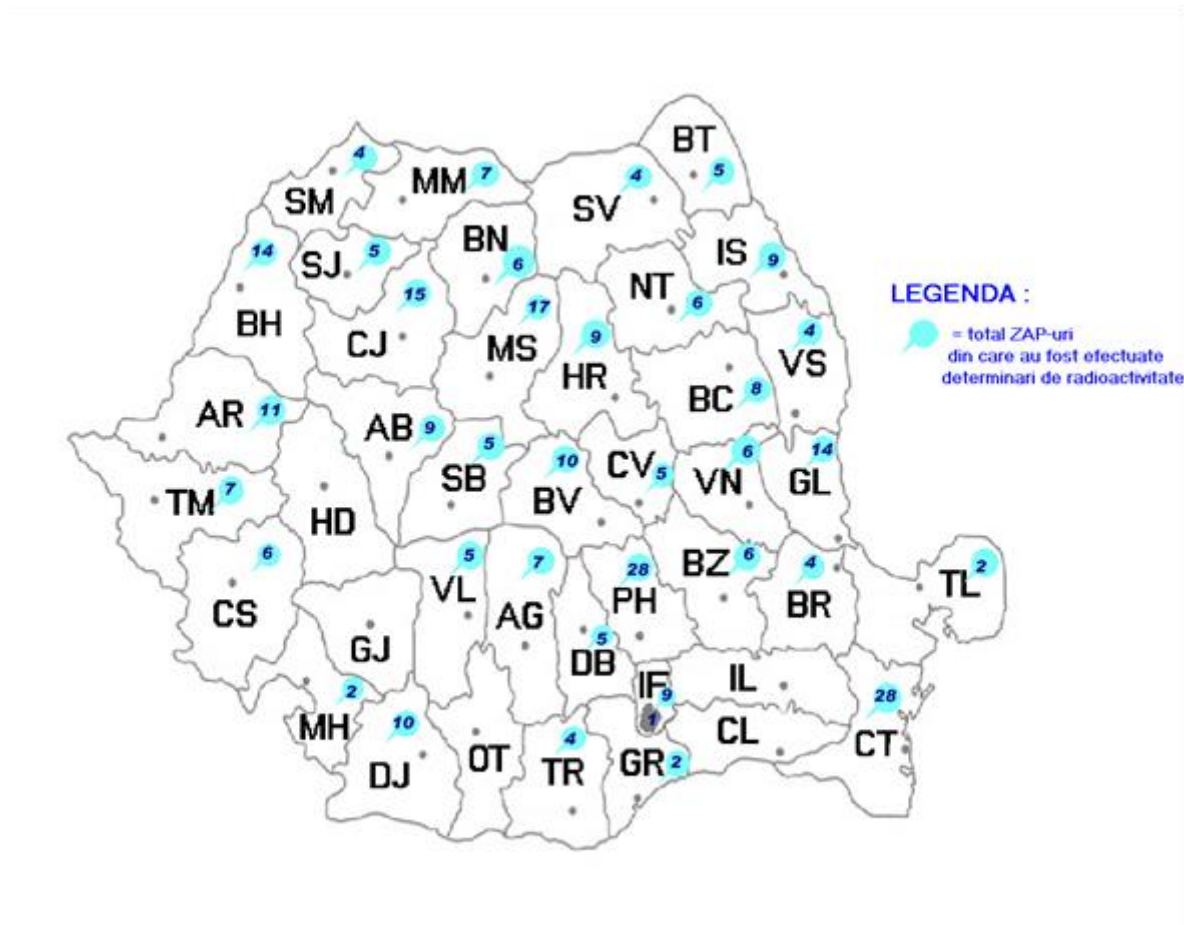 BT
5
4
SM
MM 7
4
SV
BN
6
IS 9
14
BH
SJ 5
15
CJ
17
MS
NT
6
9
HR
4
VS
BC 8
LEGENDA :
= total ZAP-uri
din care au fost efectuate
determinari de radioactivitate
AR 11
AB 9
5
SB
10
BV
CV
5
6
VN
14
GL
TM 7
HD
6
CS
5
VL
7
AG
28
PH
BZ 6
4
BR
TL 2
GJ
5
DB
IF
9
1
IL
28
CT
2
MH
10
DJ
OT
4
TR
GR 2
CL